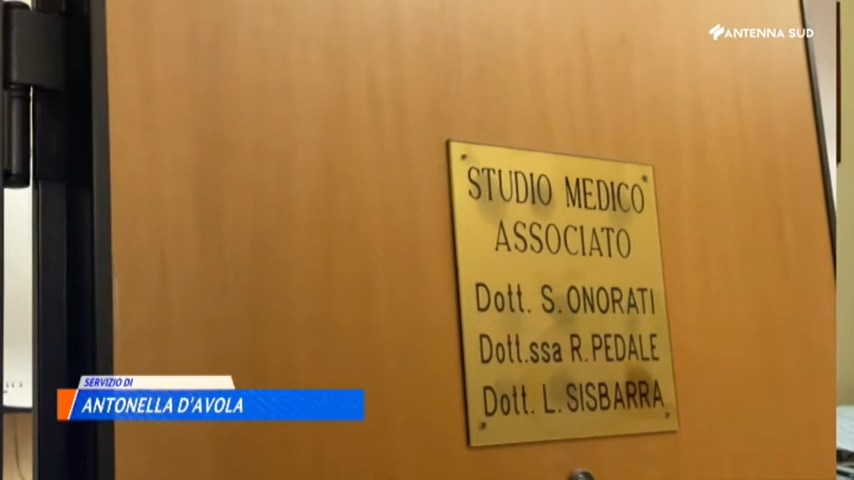 ANTENNA SUD
STUDIO MEDICO
ASSOCIATO
Dott. S. ONORATI
Dott.ssa R. PEDALE
Dott. L. SISBARRA
SERVIZIO DI
ANTONELLA D'AVOLA